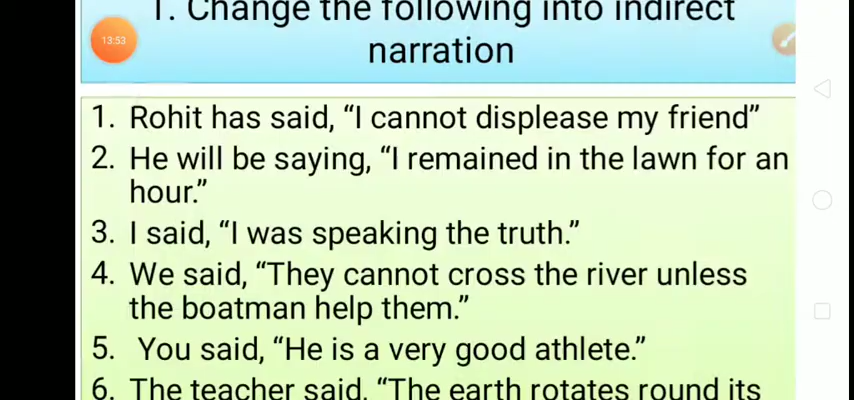 1. Change the following into indirect
narration
13:53
1. Rohit has said, “I cannot displease my friend”
2. He will be saying, “I remained in the lawn for an
hour.”
3. I said, “I was speaking the truth.”
4. We said, “They cannot cross the river unless
the boatman help them.”
5. You said, “He is a very good athlete.”
6. The teacher said, “The earth rotates round its